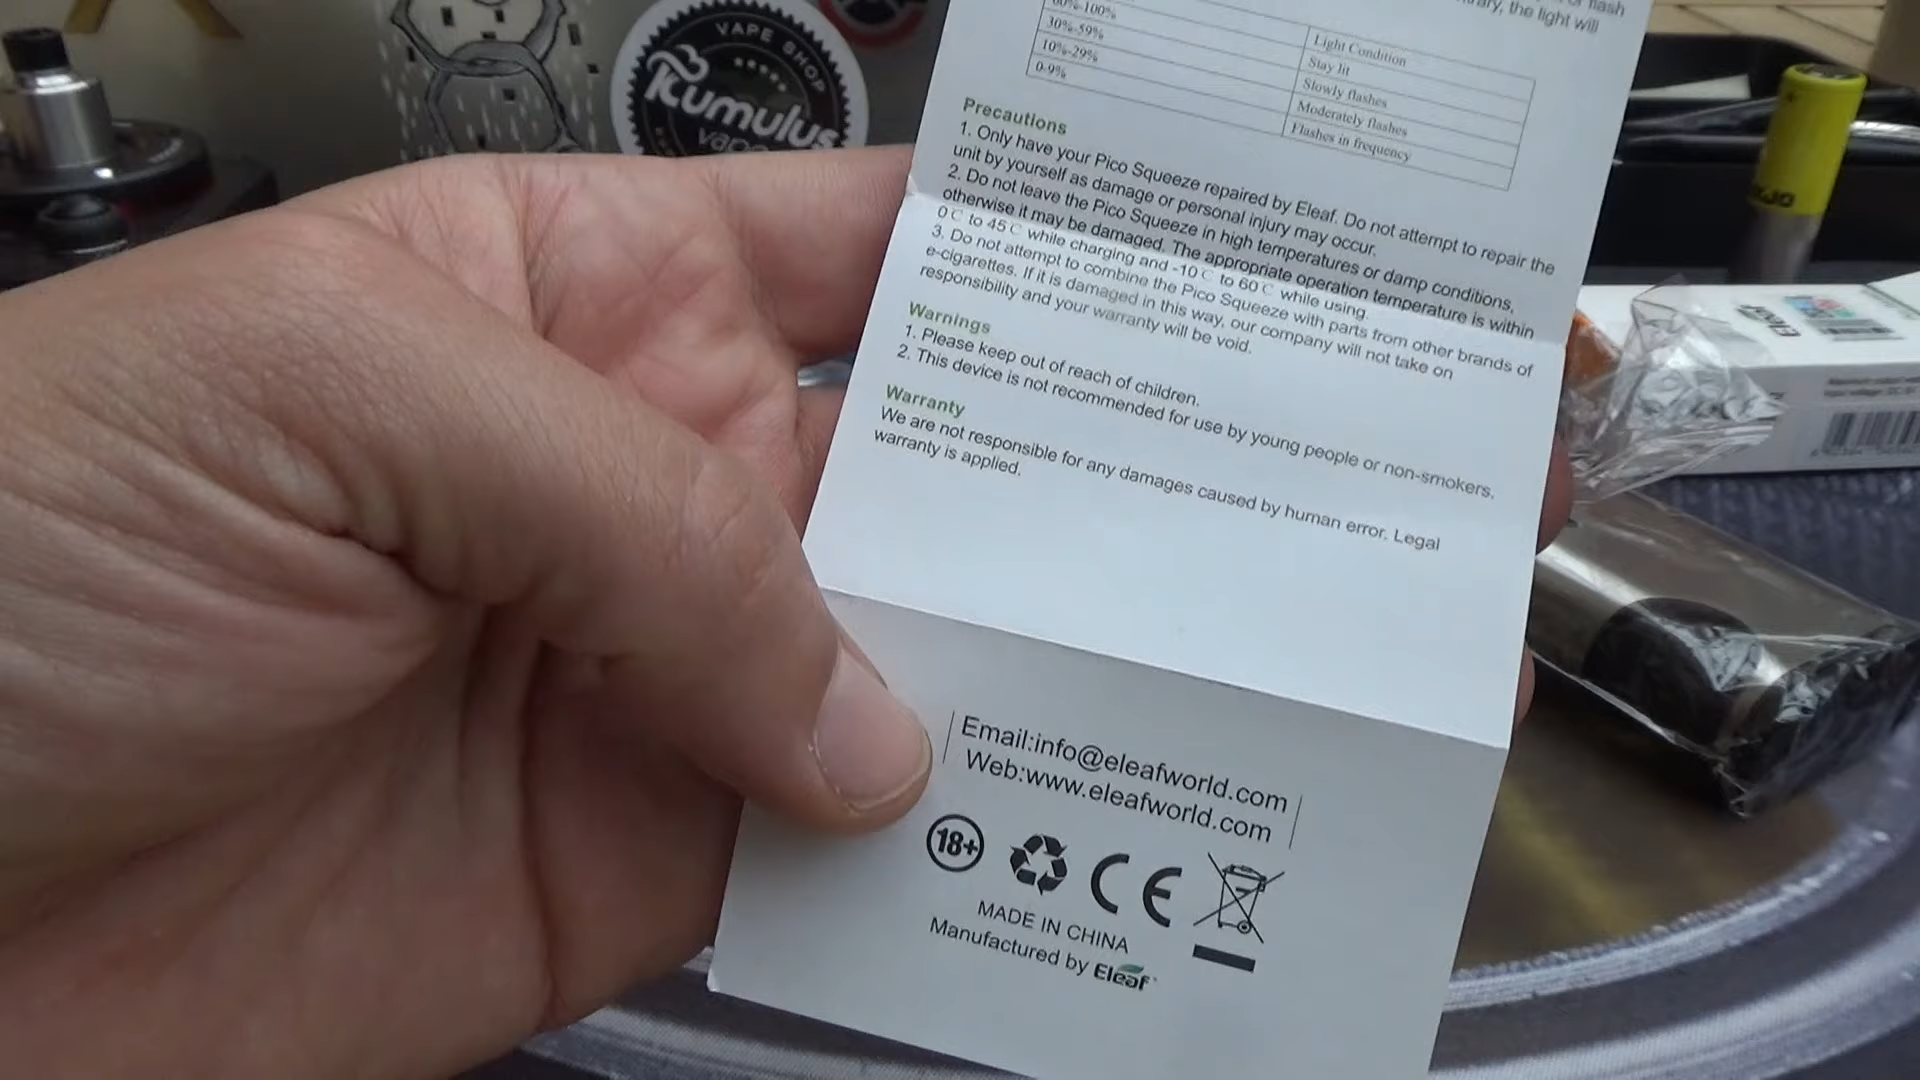 flash
the light will
60%-100%
Light Condition
30%-59%
Stay lit
10%-29%
Slowly flashes
0-9%
Moderately flashes
Flashes in frequency
Precautions
1. Only have your Pico Squeeze repaired by Eleaf. Do not attempt to repair the
unit by yourself as damage or personal injury may occur.
2. Do not leave the Pico Squeeze in high temperatures or damp conditions,
otherwise it may be damaged. The appropriate operation temperature is within
0℃ to 45℃ while charging and -10℃ to 60℃ while using.
3. Do not attempt to combine the Pico Squeeze with parts from other brands of
e-cigarettes. If it is damaged in this way, our company will not take on
responsibility and your warranty will be void.
Warnings
1. Please keep out of reach of children.
2. This device is not recommended for use by young people or non-smokers.
Warranty
We are not responsible for any damages caused by human error. Legal
warranty is applied.
Email:info@eleafworld.com
Web:www.eleafworld.com
18+
CE
MADE IN CHINA
Manufactured by Eleaf
VAPE SHOP
Kumulus
Eleaf